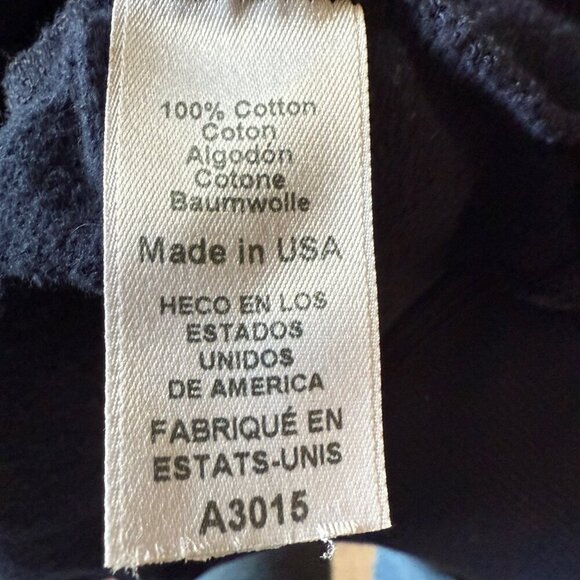 100% Cotton
Coton
Algodón
Cotone
Baumwolle
Made in USA
HECO EN LOS
ESTADOS
UNIDOS
DE AMERICA
FABRIQUÉ EN
ESTATS-UNIS
A3015